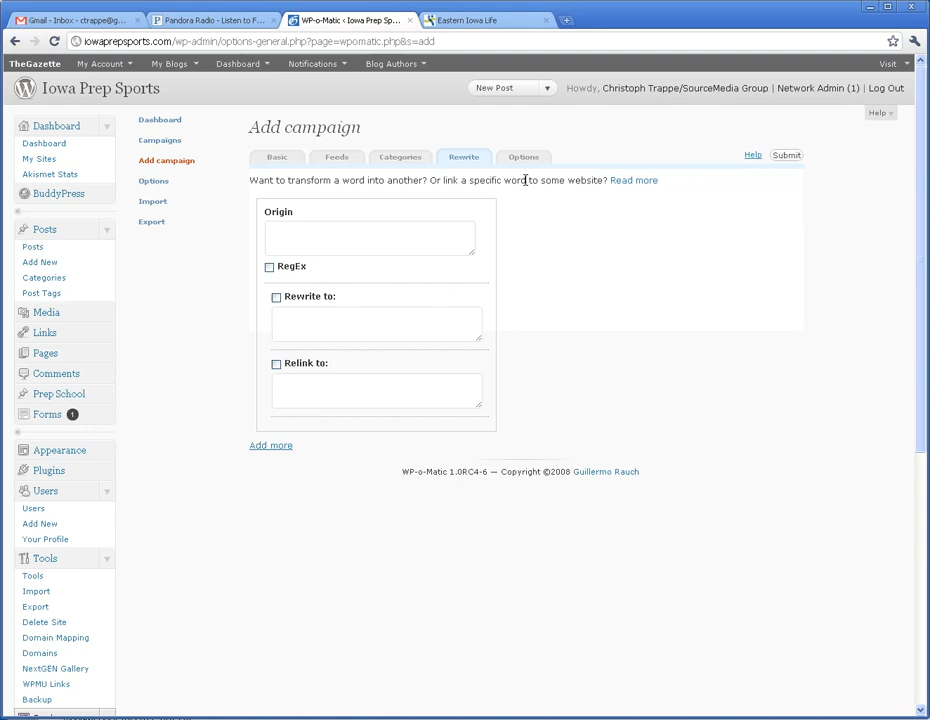 Gmail - Inbox - ctrappe@g...
Pandora Radio - Listen to F...
WP-o-Matic ‹ Iowa Prep Sp...
Eastern Iowa Life
iowaprepsports.com/wp-admin/options-general.php?page=wpomatic.php&s=add
TheGazette My Account My Blogs Dashboard Notifications Blog Authors Visit
Iowa Prep Sports
New Post
Howdy, Christoph Trappe/SourceMedia Group | Network Admin (1) | Log Out
Help
Dashboard
Dashboard
My Sites
Akismet Stats
BuddyPress
Posts
Posts
Add New
Categories
Post Tags
Media
Links
Pages
Comments
Prep School
Forms 1
Appearance
Plugins
Users
Users
Add New
Your Profile
Tools
Tools
Import
Export
Delete Site
Domain Mapping
Domains
NextGEN Gallery
WPMU Links
Backup
Dashboard
Campaigns
Add campaign
Options
Import
Export
Add campaign
Basic Feeds Categories Rewrite Options
Help Submit
Want to transform a word into another? Or link a specific word to some website? Read more
Origin
RegEx
Rewrite to:
Relink to:
Add more
WP-o-Matic 1.0RC4-6 — Copyright ©2008 Guillermo Rauch